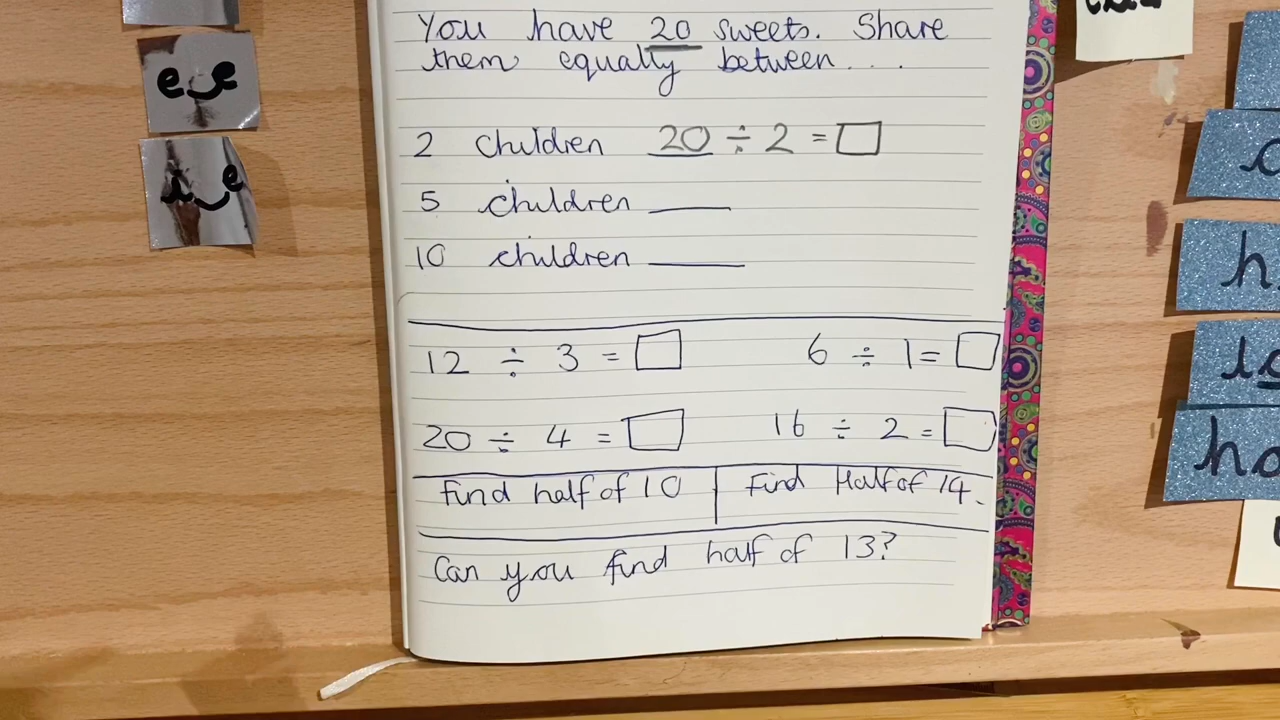 You have 20 sweets. Share
them equally between....
2 children 20 ÷ 2 = □
5 children ____
10 children ____
12 ÷ 3 = □ 6 ÷ 1 = □
20 ÷ 4 = □ 16 ÷ 2 = □
find half of 10 Find Half of 14.
Can you find half of 13?
e_e
i_e